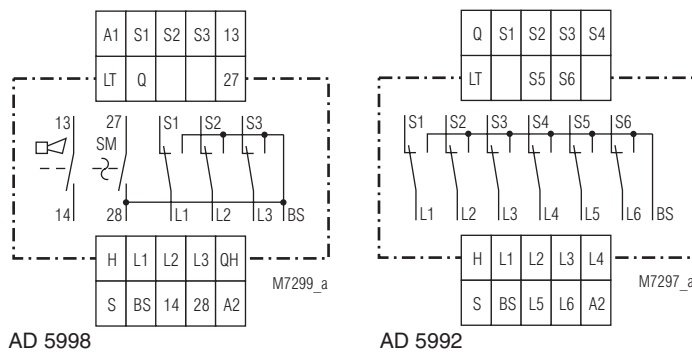 A1 S1 S2 S3 13
LT Q 27
13 27 S1 S2 S3
SM
14 28 L1 L2 L3 BS
H L1 L2 L3 QH
S BS 14 28 A2
M7299_a
AD 5998
Q S1 S2 S3 S4
LT S5 S6
S1 S2 S3 S4 S5 S6
L1 L2 L3 L4 L5 L6 BS
H L1 L2 L3 L4
S BS L5 L6 A2
M7297_a
AD 5992